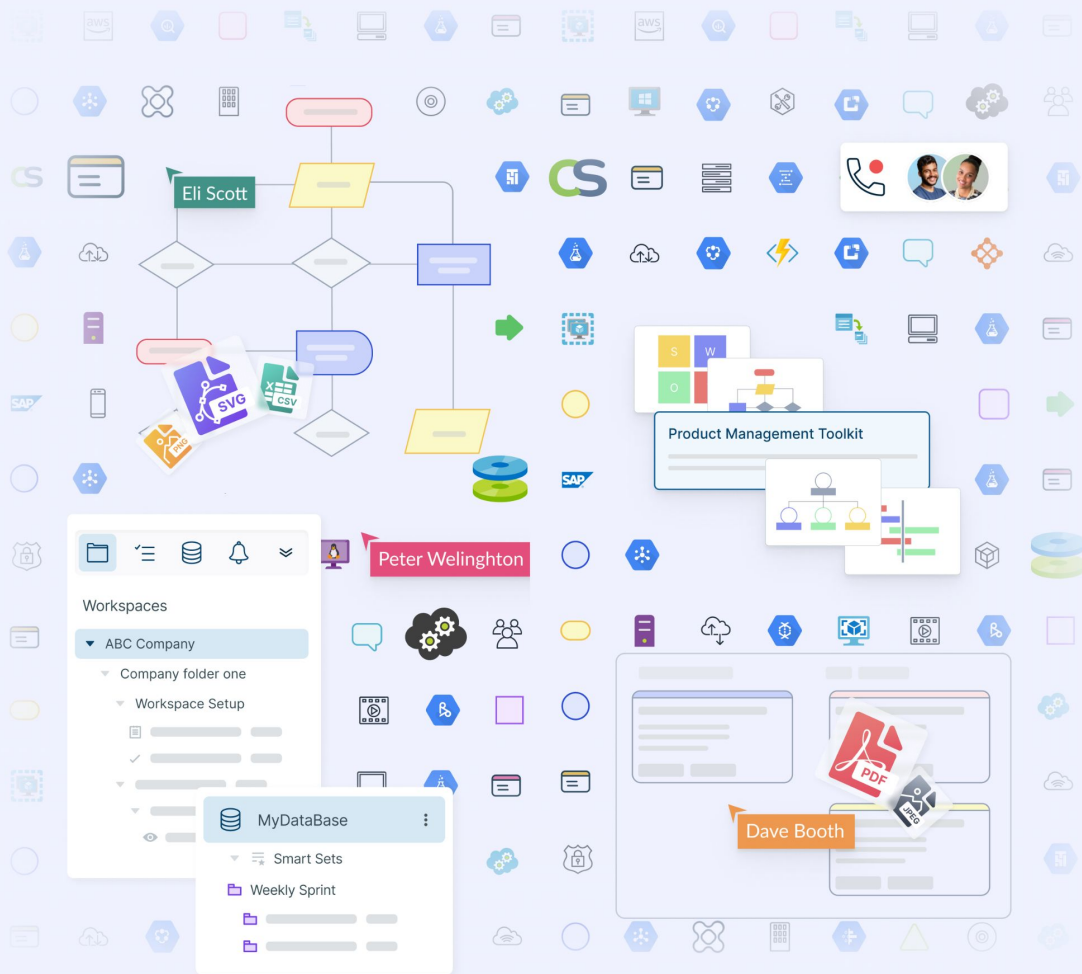 aws
aws
CS
CS
Eli Scott
SVG
CSV
PNG
SAP
S
W
O
Product Management Toolkit
SAP
Peter Welinghton
Workspaces
ABC Company
Company folder one
Workspace Setup
MyDataBase
Smart Sets
Weekly Sprint
PDF
JPEG
Dave Booth